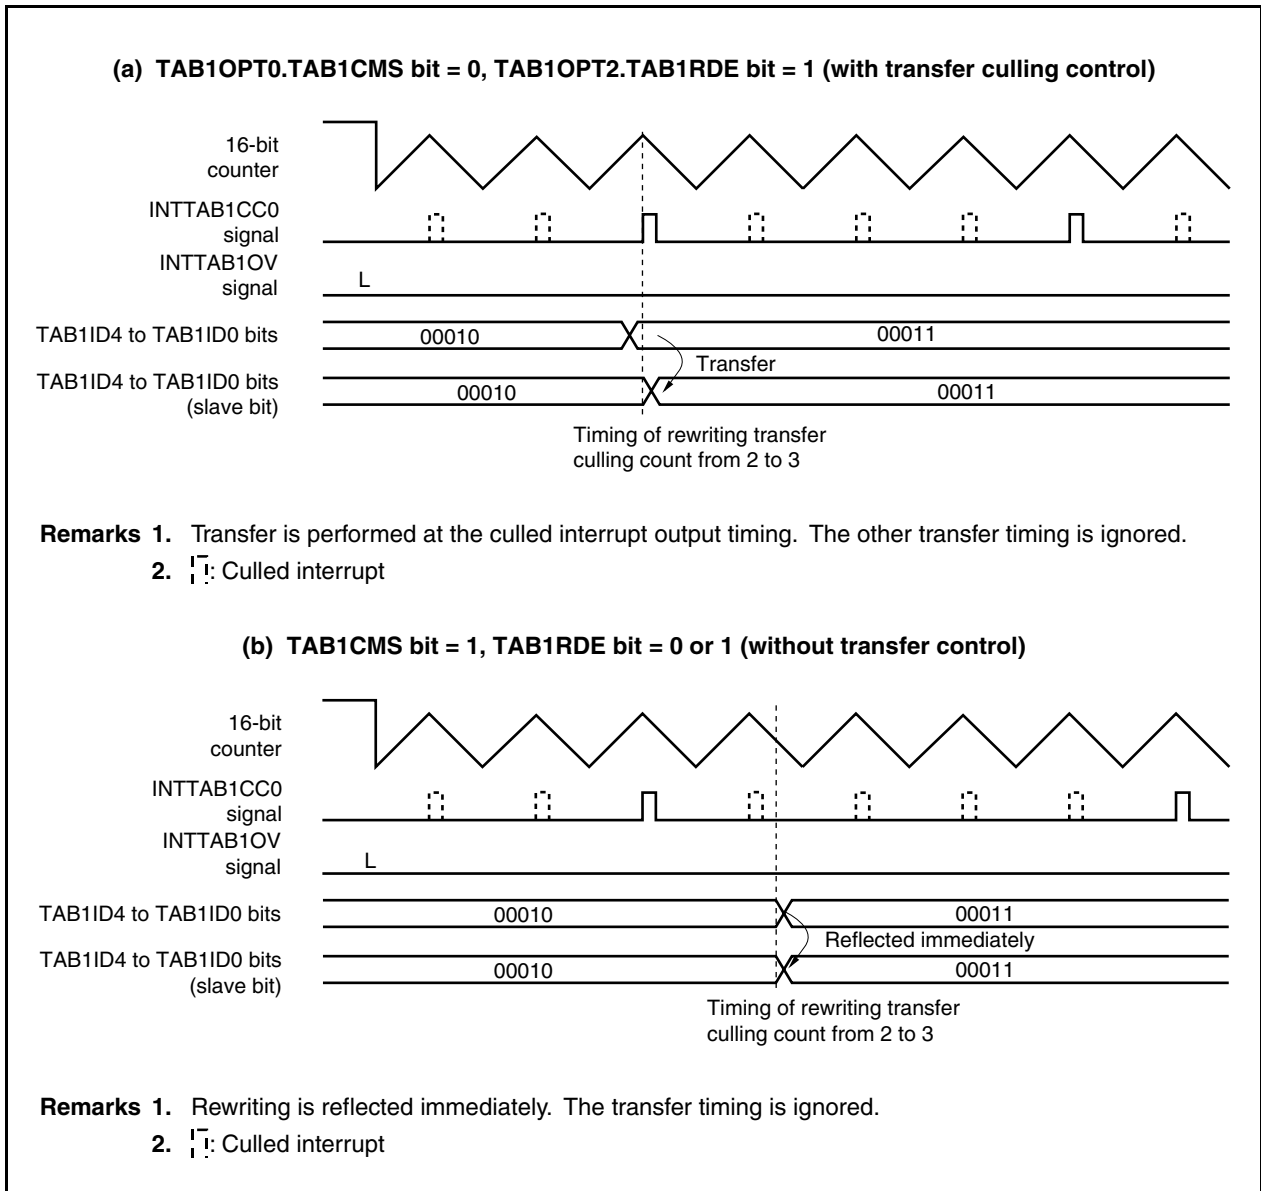 (a) TAB1OPT0.TAB1CMS bit = 0, TAB1OPT2.TAB1RDE bit = 1 (with transfer culling control)
16-bit
counter
INTTAB1CC0
signal
INTTAB1OV
signal
L
TAB1ID4 to TAB1ID0 bits
00010
00011
Transfer
TAB1ID4 to TAB1ID0 bits
(slave bit)
00010
00011
Timing of rewriting transfer
culling count from 2 to 3
Remarks 1. Transfer is performed at the culled interrupt output timing. The other transfer timing is ignored.
2. : Culled interrupt
(b) TAB1CMS bit = 1, TAB1RDE bit = 0 or 1 (without transfer control)
16-bit
counter
INTTAB1CC0
signal
INTTAB1OV
signal
L
TAB1ID4 to TAB1ID0 bits
00010
00011
Reflected immediately
TAB1ID4 to TAB1ID0 bits
(slave bit)
00010
00011
Timing of rewriting transfer
culling count from 2 to 3
Remarks 1. Rewriting is reflected immediately. The transfer timing is ignored.
2. : Culled interrupt